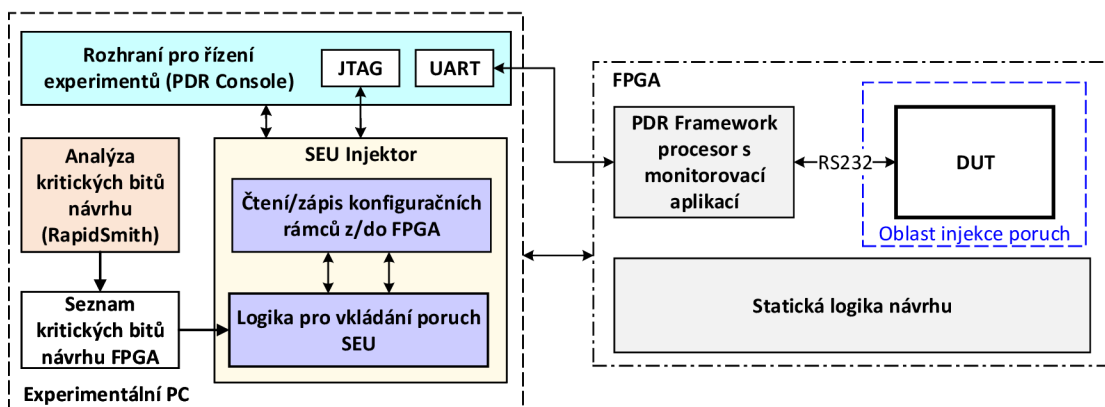 Rozhraní pro řízení
experimentů (PDR Console)
JTAG
UART
Analýza
kritických bitů
návrhu
(RapidSmith)
SEU Injektor
Čtení/zápis konfiguračních
rámců z/do FPGA
Seznam
kritických bitů
návrhu FPGA
Logika pro vkládání poruch
SEU
Experimentální PC
FPGA
PDR Framework
procesor s
monitorovací
aplikací
RS232
DUT
Oblast injekce poruch
Statická logika návrhu